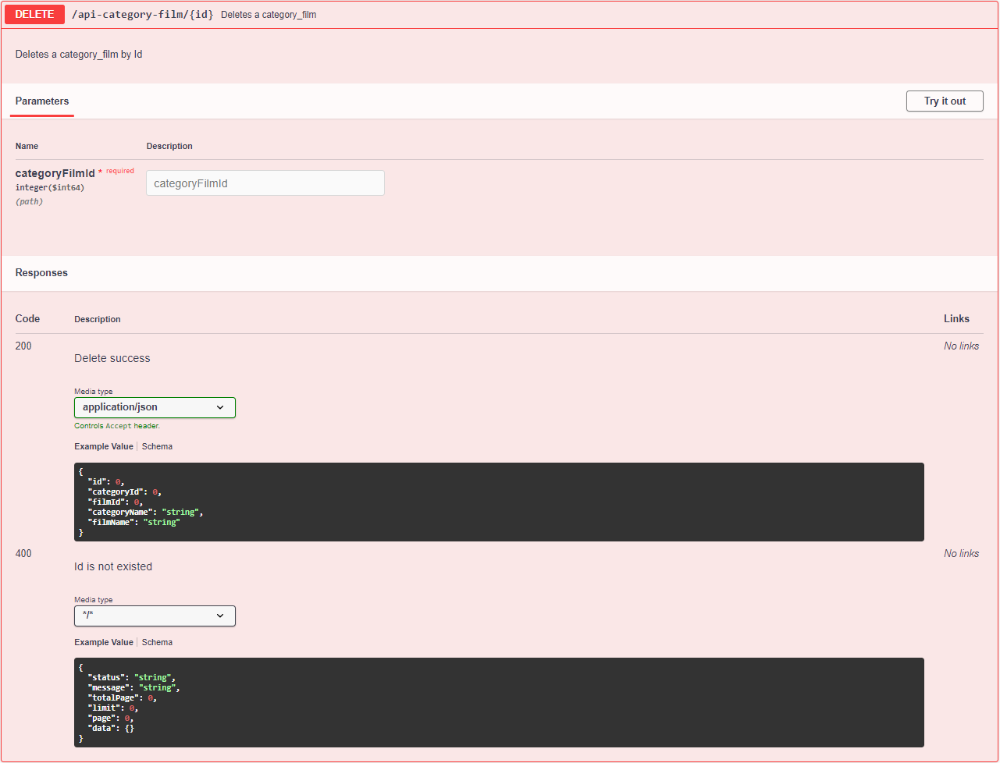 DELETE /api-category-film/{id} Deletes a category_film
Deletes a category_film by Id
Parameters Try it out
Name Description
categoryFilmId * required
integer($int64)
(path)
categoryFilmId
Responses
Code Description Links
200 No links
Delete success
Media type
application/json
Controls Accept header.
Example Value Schema
{
  "id": 0,
  "categoryId": 0,
  "filmId": 0,
  "categoryName": "string",
  "filmName": "string"
}
400 No links
Id is not existed
Media type
*/*
Example Value Schema
{
  "status": "string",
  "message": "string",
  "totalPage": 0,
  "limit": 0,
  "page": 0,
  "data": {}
}